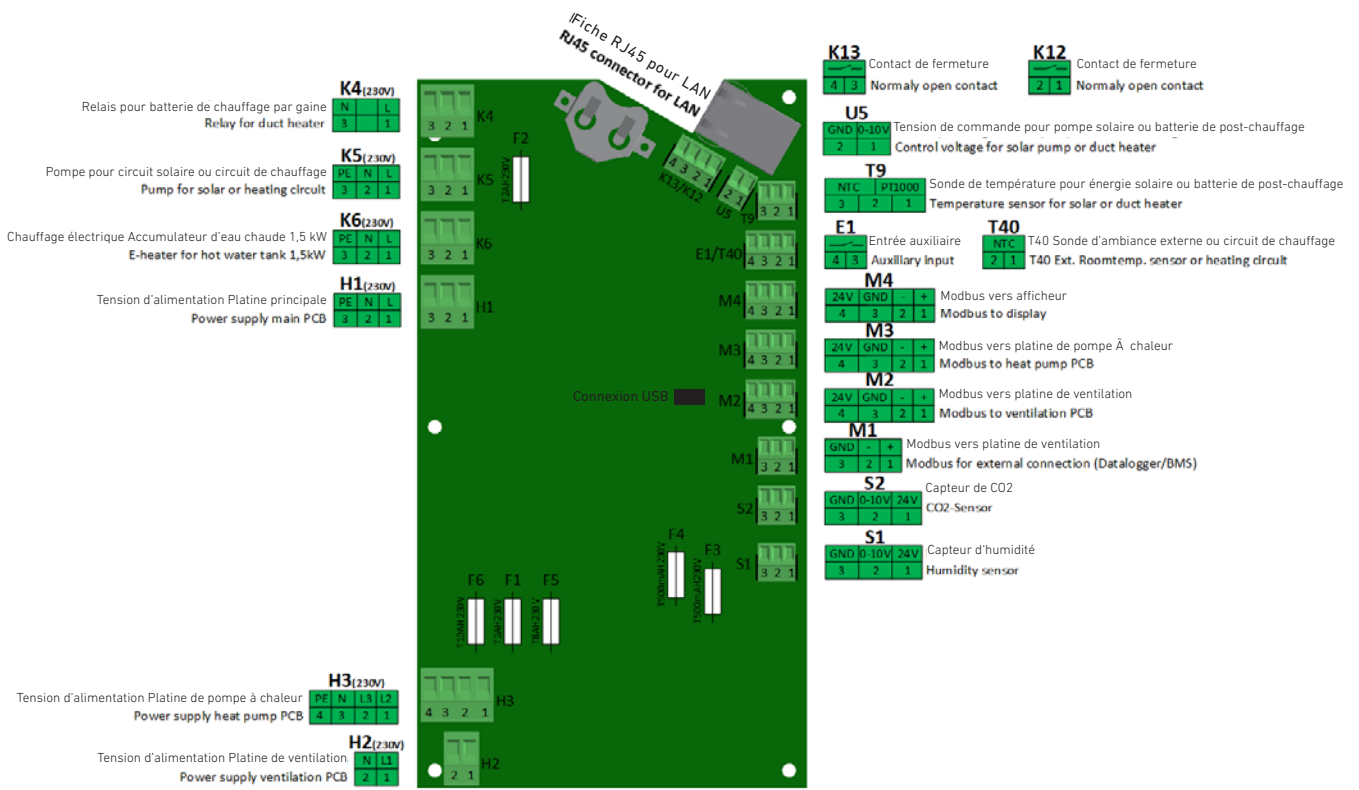 Fiche RJ45 pour LAN
RJ45 connector for LAN
K4(230V)
Relais pour batterie de chauffage par gaine
Relay for duct heater
N L
3 1
K5(230V)
Pompe pour circuit solaire ou circuit de chauffage
Pump for solar or heating circuit
PE N L
3 2 1
K6(230V)
Chauffage électrique Accumulateur d'eau chaude 1,5 kW
E-heater for hot water tank 1,5kW
PE N L
3 2 1
H1(230V)
Tension d'alimentation Platine principale
Power supply main PCB
PE N L
3 2 1
H3(230V)
Tension d'alimentation Platine de pompe à chaleur
Power supply heat pump PCB
PE N L3 L2
4 3 2 1
H2(230V)
Tension d'alimentation Platine de ventilation
Power supply ventilation PCB
N L1
2 1
3 2 1 K4
3 2 1 K5
3 2 1 K6
3 2 1 H1
F2
4 3 2 1
K13/K12
2 1
U5
T9 3 2 1
E1/T40 4 3 2 1
M4 4 3 2 1
M3 4 3 2 1
Connexion USB
M2 4 3 2 1
M1 3 2 1
S2 3 2 1
S1 3 2 1
F4
T500mAH230V
F3
T500mAH230V
F6
T10AH230V
F1
T2AH230V
F5
T8AH230V
4 3 2 1 H3
2 1 H2
K13
Contact de fermeture
4 3 Normaly open contact
K12
Contact de fermeture
2 1 Normaly open contact
U5
GND 0-10V Tension de commande pour pompe solaire ou batterie de post-chauffage
2 1 Control voltage for solar pump or duct heater
T9
NTC PT1000 Sonde de température pour énergie solaire ou batterie de post-chauffage
3 2 1 Temperature sensor for solar or duct heater
E1
Entrée auxiliaire
4 3 Auxiliary input
T40
NTC T40 Sonde d'ambiance externe ou circuit de chauffage
2 1 T40 Ext. Roomtemp. sensor or heating circuit
M4
24V GND - + Modbus vers afficheur
4 3 2 1 Modbus to display
M3
24V GND - + Modbus vers platine de pompe Ã chaleur
4 3 2 1 Modbus to heat pump PCB
M2
24V GND - + Modbus vers platine de ventilation
4 3 2 1 Modbus to ventilation PCB
M1
GND - + Modbus vers platine de ventilation
3 2 1 Modbus for external connection (Datalogger/BMS)
S2
GND 0-10V 24V Capteur de CO2
3 2 1 CO2-Sensor
S1
GND 0-10V 24V Capteur d'humidité
3 2 1 Humidity sensor